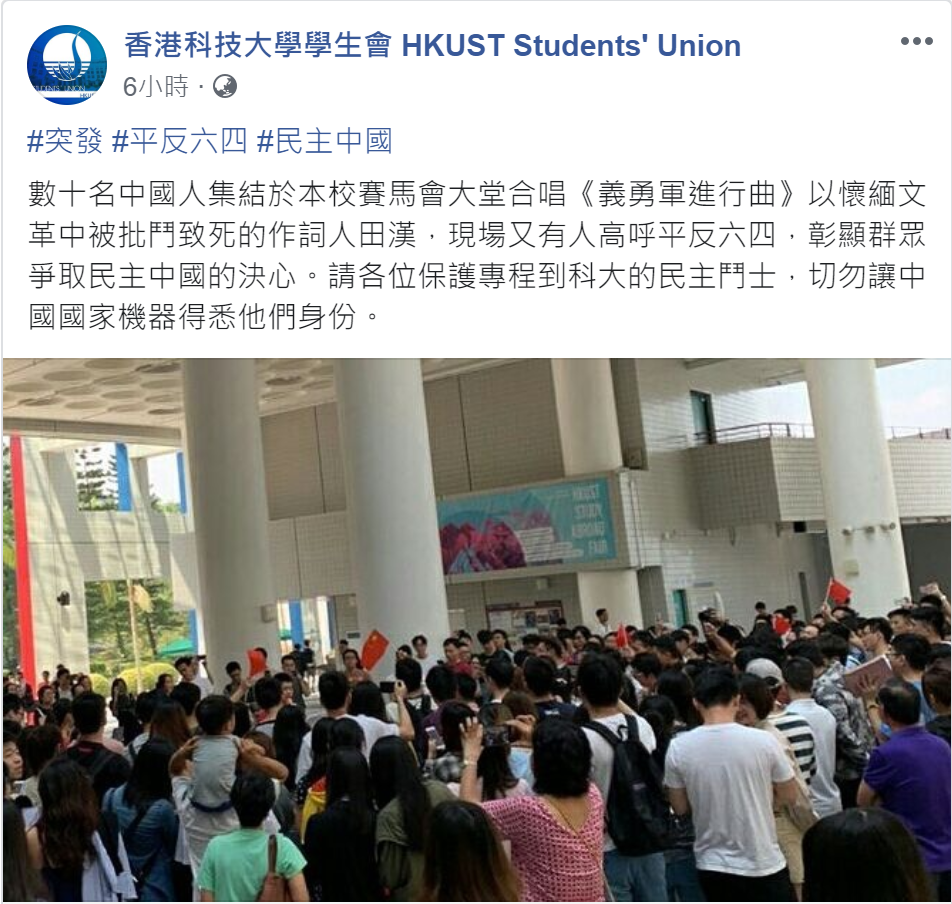 香港科技大學學生會 HKUST Students' Union
6小時 ·
#突發 #平反六四 #民主中國
數十名中國人集結於本校賽馬會大堂合唱《義勇軍進行曲》以懷緬文
革中被批鬥致死的作詞人田漢，現場又有人高呼平反六四，彰顯群眾
爭取民主中國的決心。請各位保護專程到科大的民主鬥士，切勿讓中
國國家機器得悉他們身份。
HKUST
STUDY
ABROAD
FAIR